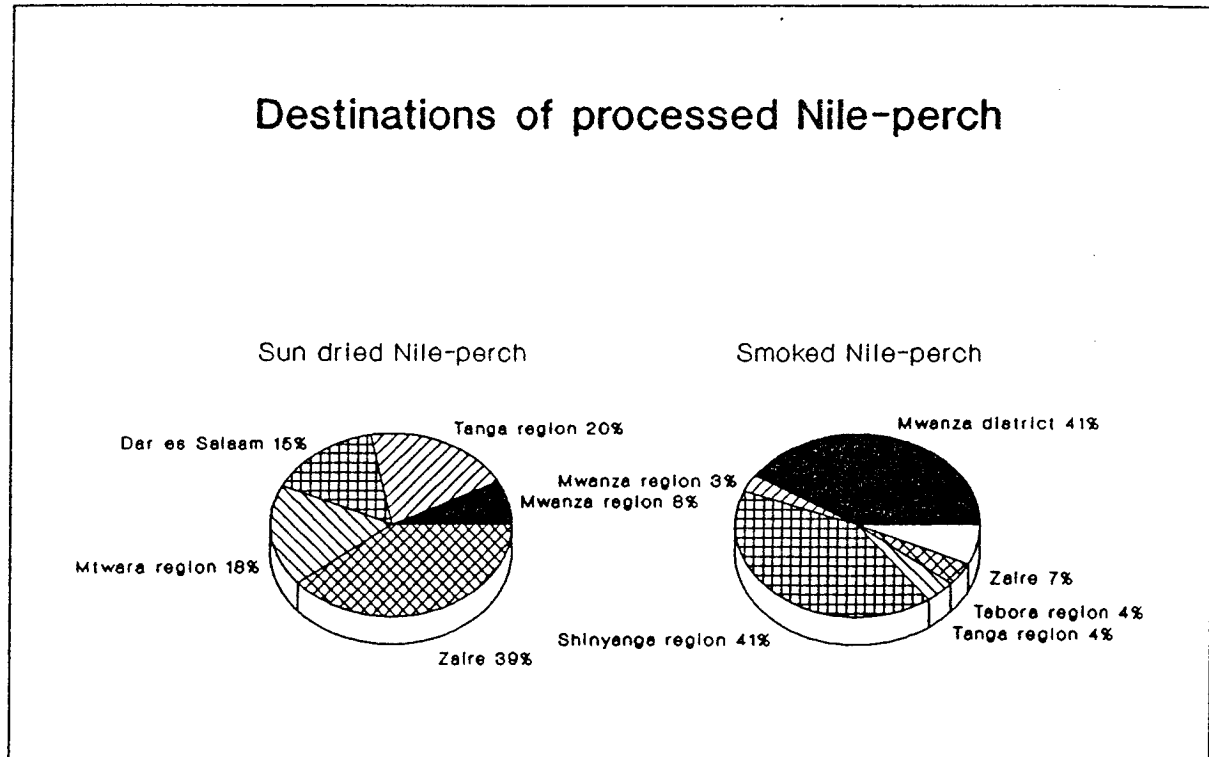 Destinations of processed Nile-perch
Sun dried Nile-perch
Dar es Salaam 15%
Tanga region 20%
Mwanza region 8%
Mtwara region 18%
Zaire 39%
Smoked Nile-perch
Mwanza district 41%
Mwanza region 3%
Zaire 7%
Tabora region 4%
Tanga region 4%
Shinyanga region 41%